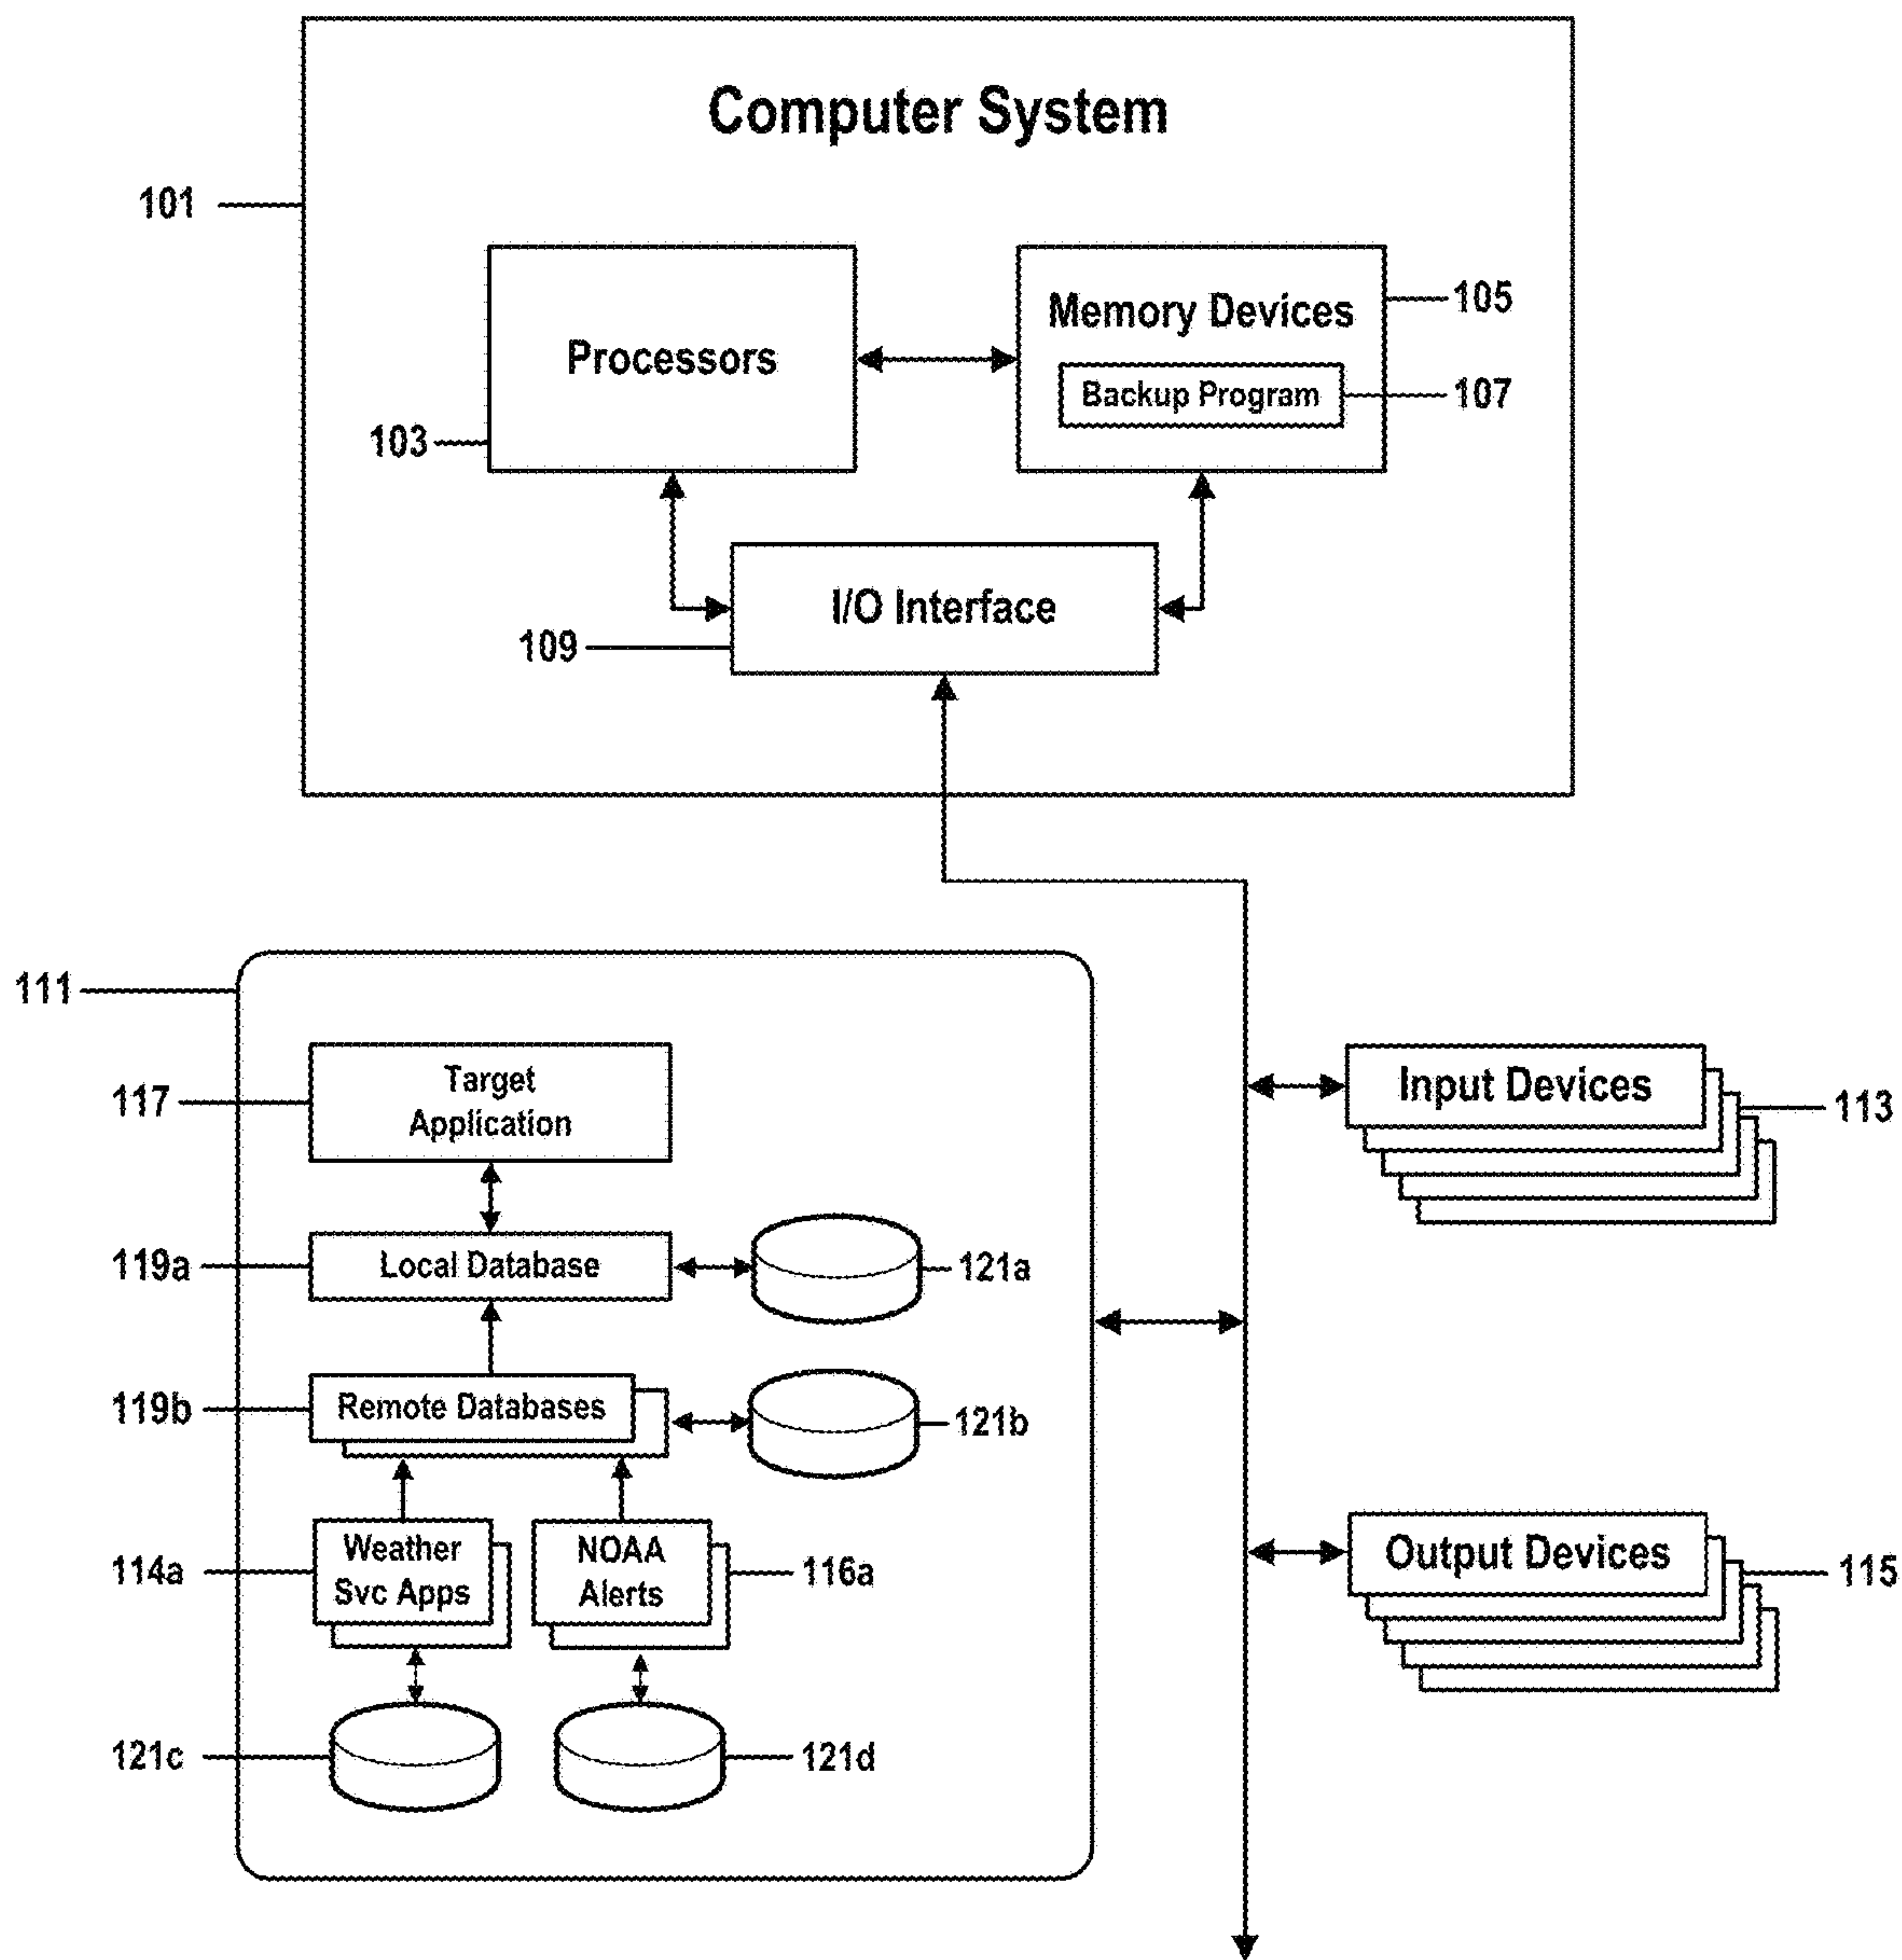 Computer System
101
Processors
103
Memory Devices
105
Backup Program
107
I/O Interface
109
111
Target
Application
117
Local Database
119a
121a
Remote Databases
119b
121b
Weather
Svc Apps
114a
NOAA
Alerts
116a
121c
121d
Input Devices
113
Output Devices
115